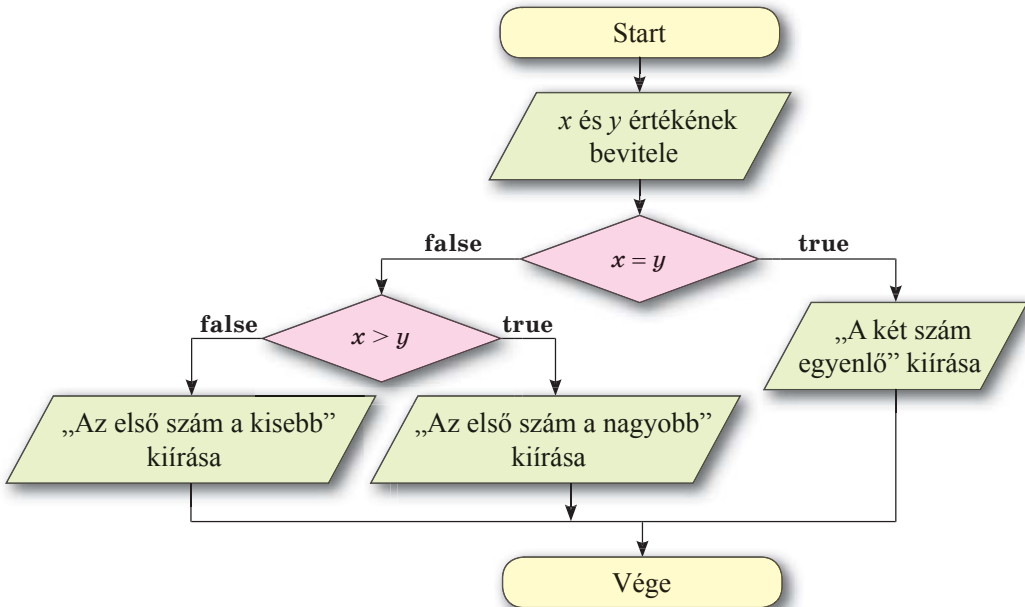 Start
x és y értékének
bevitele
false
true
x = y
false
true
x > y
„A két szám
egyenlő” kiírása
„Az első szám a kisebb”
kiírása
„Az első szám a nagyobb”
kiírása
Vége